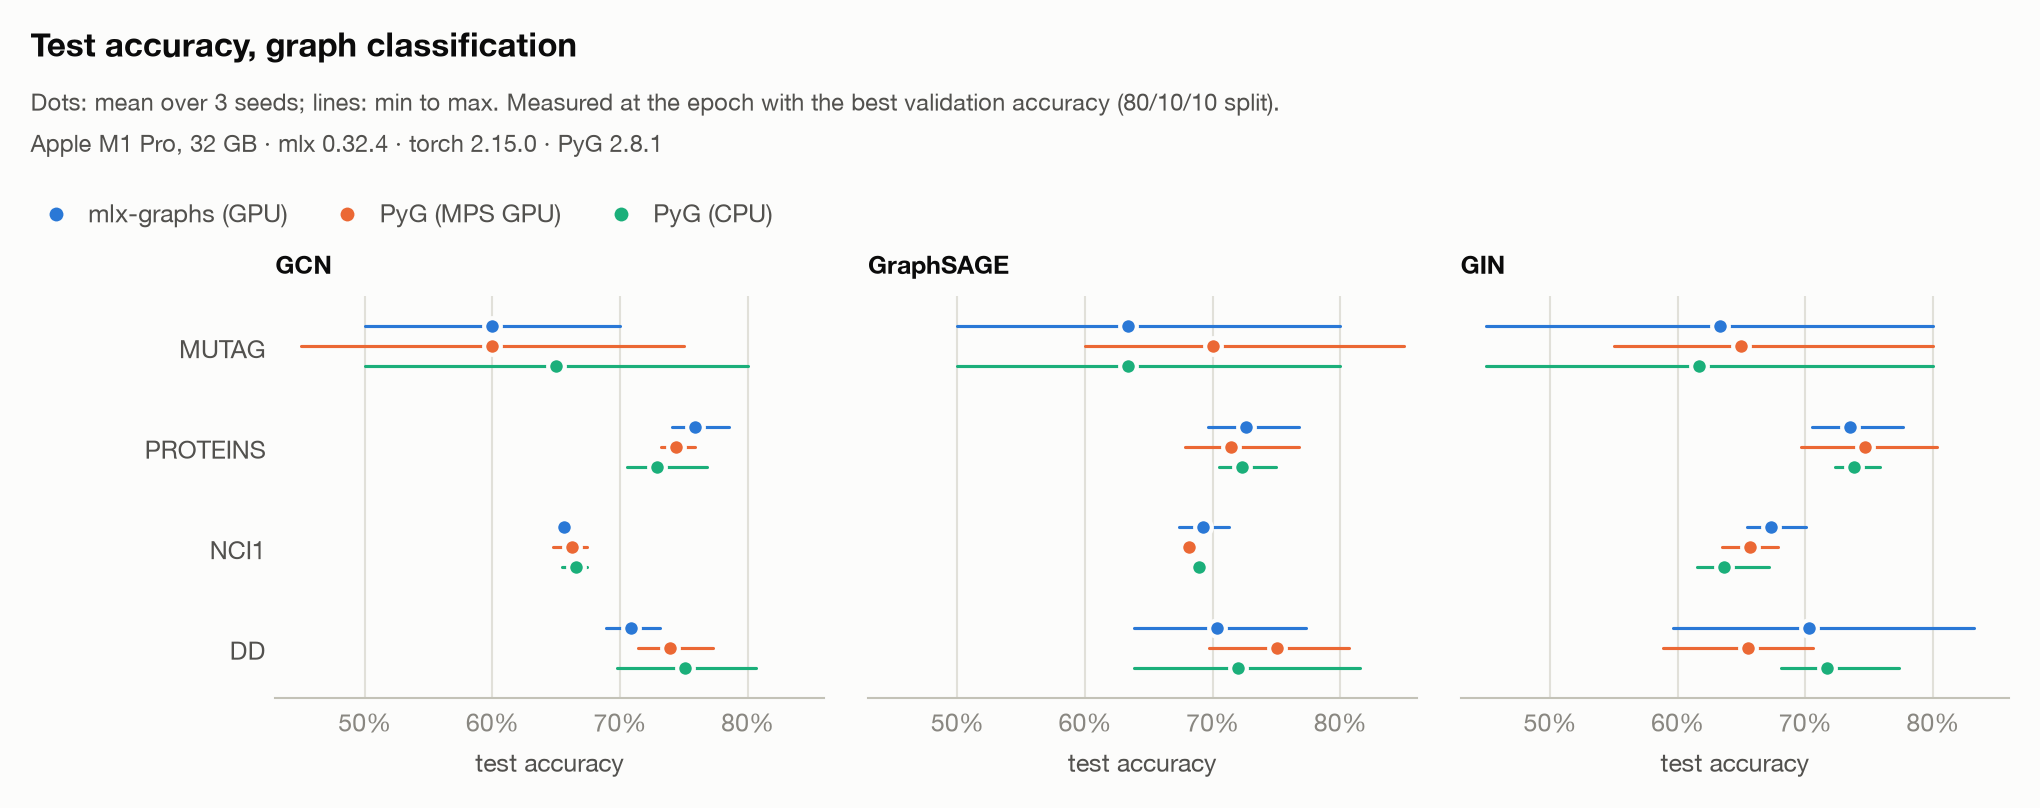 Test accuracy, graph classification
Dots: mean over 3 seeds; lines: min to max. Measured at the epoch with the best validation accuracy (80/10/10 split).
Apple M1 Pro, 32 GB · mlx 0.32.4 · torch 2.15.0 · PyG 2.8.1
mlx-graphs (GPU) PyG (MPS GPU) PyG (CPU)
GCN GraphSAGE GIN
MUTAG
PROTEINS
NCI1
DD
50% 60% 70% 80% 50% 60% 70% 80% 50% 60% 70% 80%
test accuracy test accuracy test accuracy